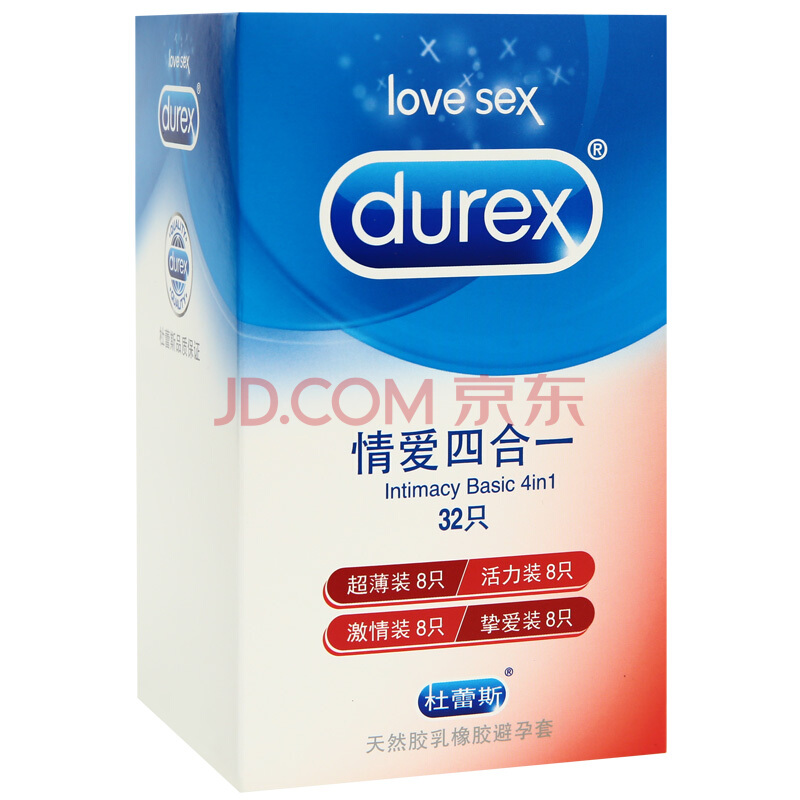 love sex
durex®
QUALITY
durex
QUALITY
杜蕾斯品质保证
love sex
durex®
JD.COM 京东
情爱四合一
Intimacy Basic 4in1
32只
超薄装 8只 活力装 8只
激情装 8只 挚爱装 8只
杜蕾斯®
天然胶乳橡胶避孕套